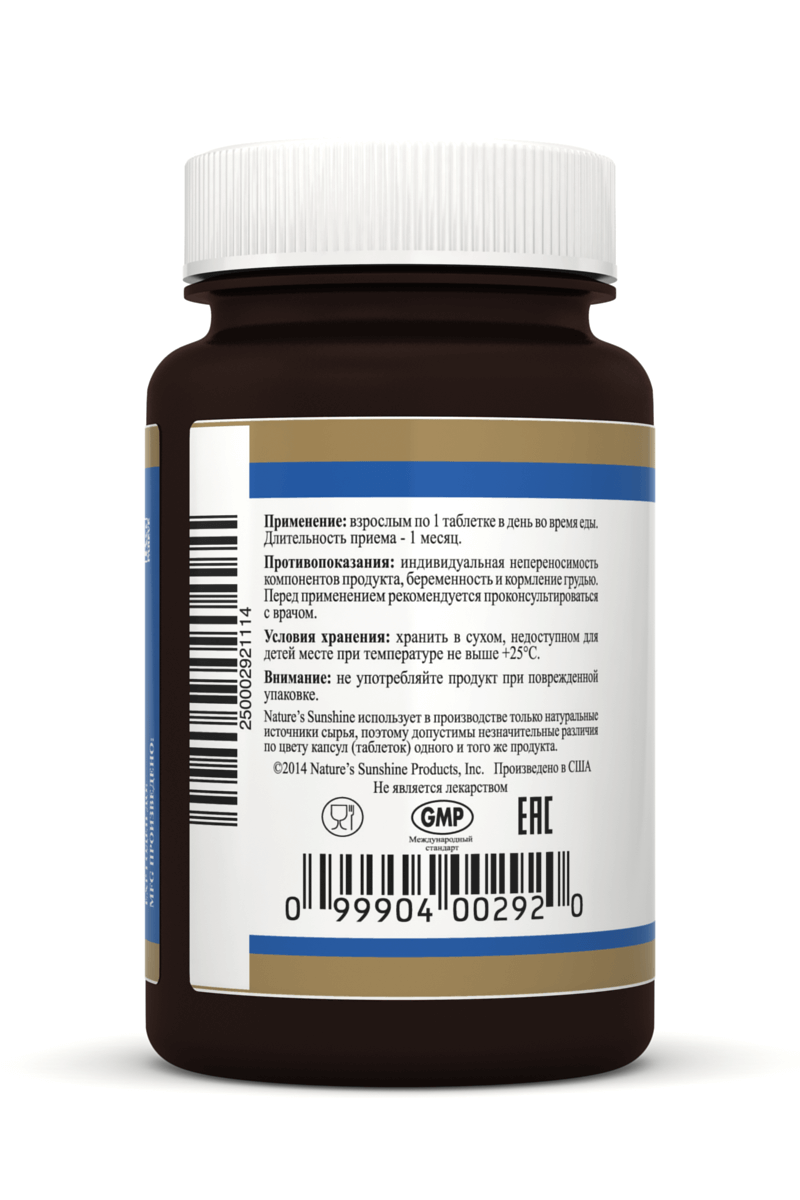 Применение: взрослым по 1 таблетке в день во время еды.
Длительность приема - 1 месяц.
Противопоказания: индивидуальная непереносимость
компонентов продукта, беременность и кормление грудью.
Перед применением рекомендуется проконсультироваться
с врачом.
Условия хранения: хранить в сухом, недоступном для
детей месте при температуре не выше +25°С.
Внимание: не употребляйте продукт при поврежденной
упаковке.
Nature's Sunshine использует в производстве только натуральные
источники сырья, поэтому допустимы незначительные различия
по цвету капсул (таблеток) одного и того же продукта.
©2014 Nature's Sunshine Products, Inc. Произведено в США
Не является лекарством
GMP
Международный
стандарт
EAC
0 99904 00292 0
250002921114
MFG ПРОИЗВЕДЕНО: